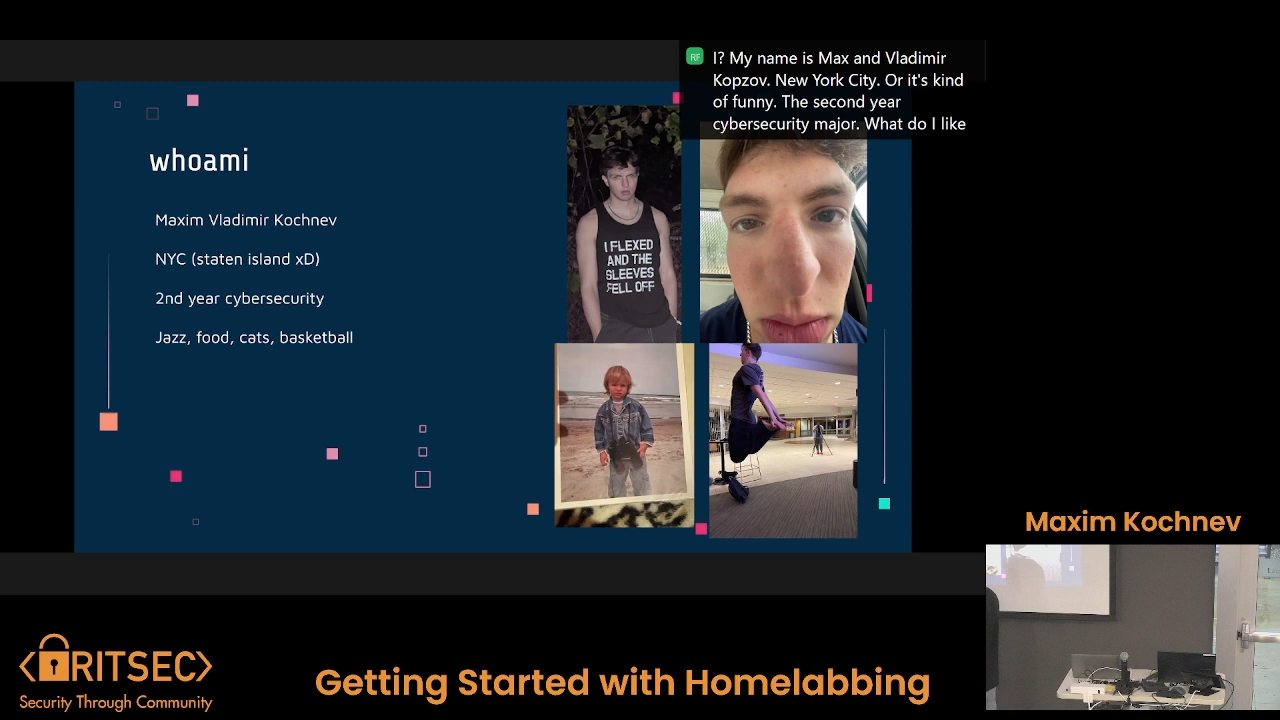 RF
I? My name is Max and Vladimir
Kopzov. New York City. Or it's kind
of funny. The second year
cybersecurity major. What do I like
whoami
Maxim Vladimir Kochnev
NYC (staten island xD)
2nd year cybersecurity
Jazz, food, cats, basketball
I FLEXED
AND THE
SLEEVES
FELL OFF
Maxim Kochnev
RITSEC
Security Through Community
Getting Started with Homelabbing